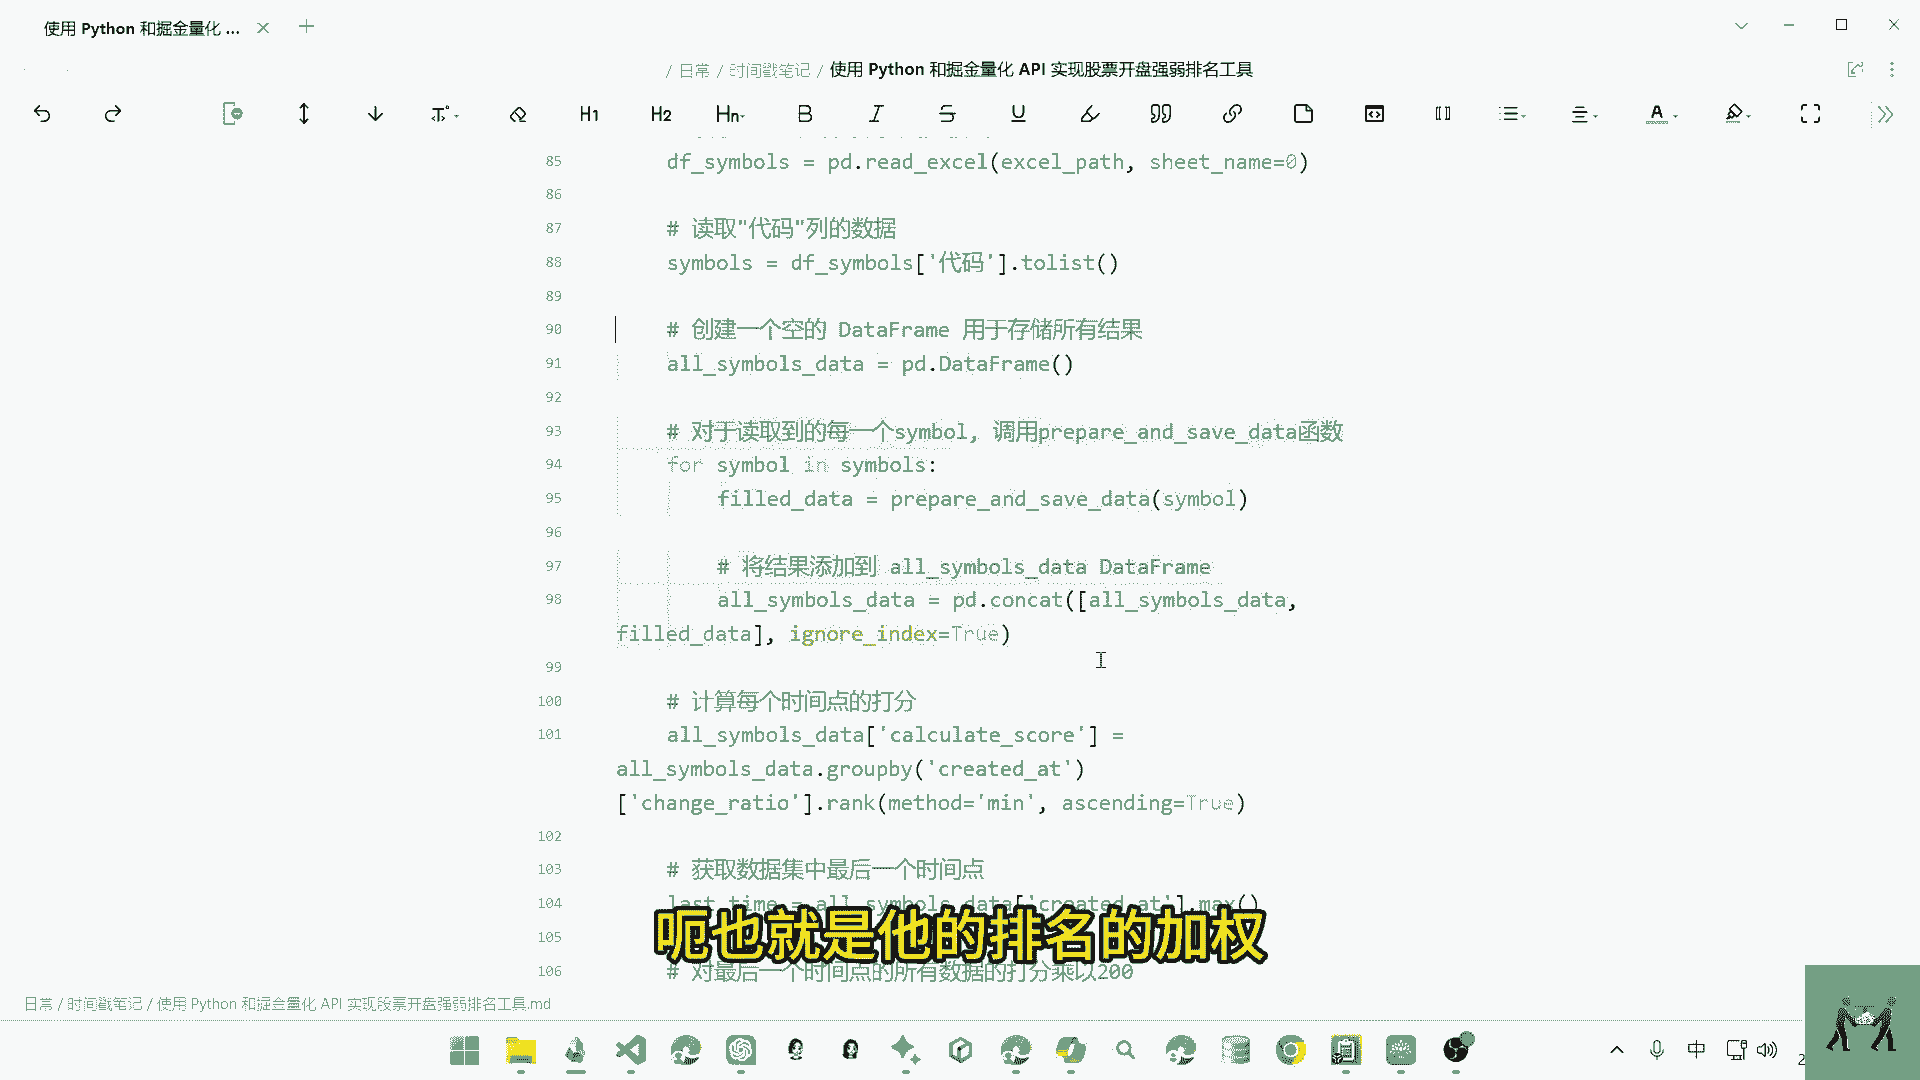 使用 Python 和掘金量化 ...
/ 日常 / 时间戳笔记 / 使用 Python 和掘金量化 API 实现股票开盘强弱排名工具
H1 H2 Hn B I S U A
85 df_symbols = pd.read_excel(excel_path, sheet_name=0)
86
87 # 读取"代码"列的数据
88 symbols = df_symbols['代码'].tolist()
89
90 # 创建一个空的 DataFrame 用于存储所有结果
91 all_symbols_data = pd.DataFrame()
92
93 # 对于读取到的每一个symbol, 调用prepare_and_save_data函数
94 for symbol in symbols:
95 filled_data = prepare_and_save_data(symbol)
96
97 # 将结果添加到 all_symbols_data DataFrame
98 all_symbols_data = pd.concat([all_symbols_data,
filled_data], ignore_index=True)
99
100 # 计算每个时间点的打分
101 all_symbols_data['calculate_score'] =
all_symbols_data.groupby('created_at')
['change_ratio'].rank(method='min', ascending=True)
102
103 # 获取数据集中最后一个时间点
104 last_time = all_symbols_data['created_at'].max()
105
呃也就是他的排名的加权
106 # 对最后一个时间点的所有数据的打分乘以200
日常 / 时间戳笔记 / 使用 Python 和掘金量化 API 实现股票开盘强弱排名工具.md
中